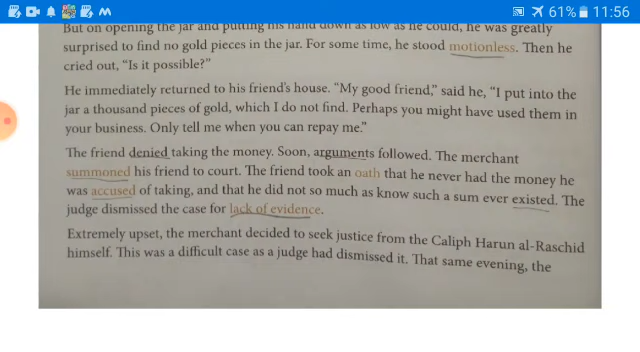 61% 11:56
But on opening the jar and putting his hand down as low as he could, he was greatly
surprised to find no gold pieces in the jar. For some time, he stood motionless. Then he
cried out, “Is it possible?”
He immediately returned to his friend’s house. “My good friend,” said he, “I put into the
jar a thousand pieces of gold, which I do not find. Perhaps you might have used them in
your business. Only tell me when you can repay me.”
The friend denied taking the money. Soon, arguments followed. The merchant
summoned his friend to court. The friend took an oath that he never had the money he
was accused of taking, and that he did not so much as know such a sum ever existed. The
judge dismissed the case for lack of evidence.
Extremely upset, the merchant decided to seek justice from the Caliph Harun al-Raschid
himself. This was a difficult case as a judge had dismissed it. That same evening, the